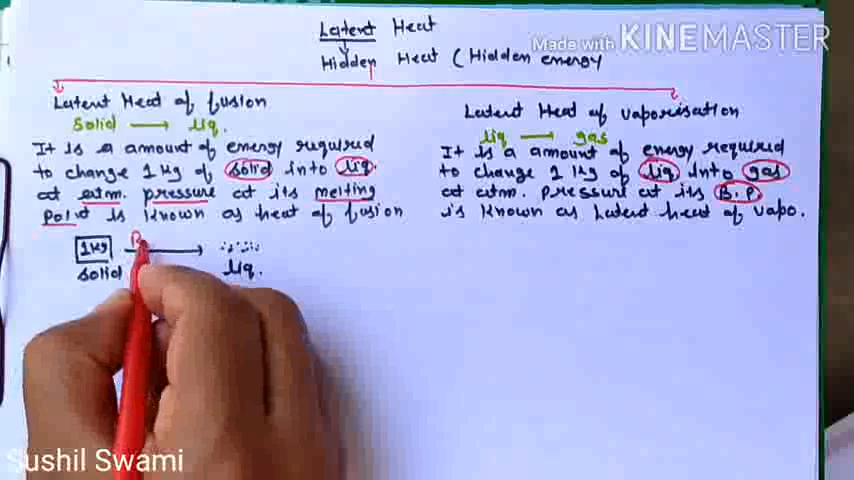 Latent Heat
Hidden Heat ( Hidden energy
Made with KINEMASTER
Latent Heat of fusion
Solid → Liq.
It is a amount of energy required
to change 1 Kg of solid into Liq.
at atm. pressure at its melting
point is known as heat of fusion
1 Kg
solid
Liq.
Latent Heat of vaporisation
Liq → gas
It is a amount of energy required
to change 1 Kg of Liq into gas
at atm. Pressure at its B.P.
is known as Latent heat of vapo.
Sushil Swami